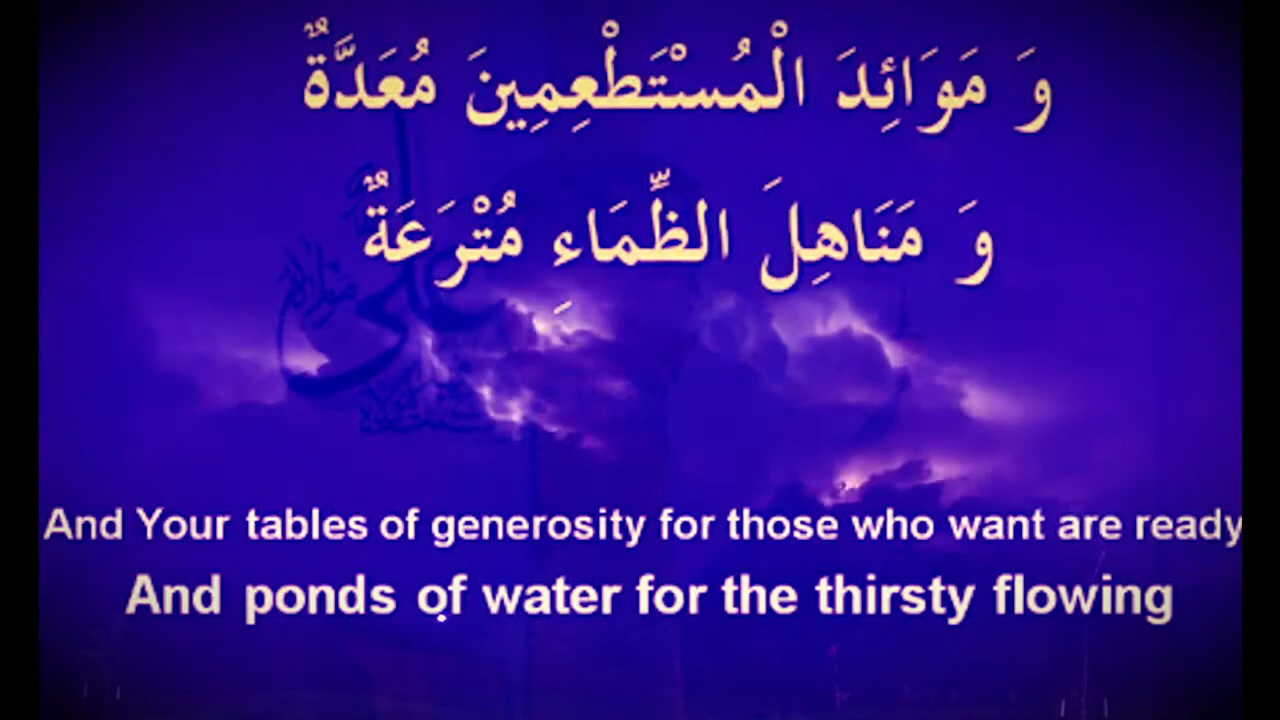 وَ مَوَائِدَ الْمُسْتَطْعِمِينَ مُعَدَّةٌ
وَ مَنَاهِلَ الظِّمَاءِ مُتْرَعَةٌ
And Your tables of generosity for those who want are ready
And ponds of water for the thirsty flowing